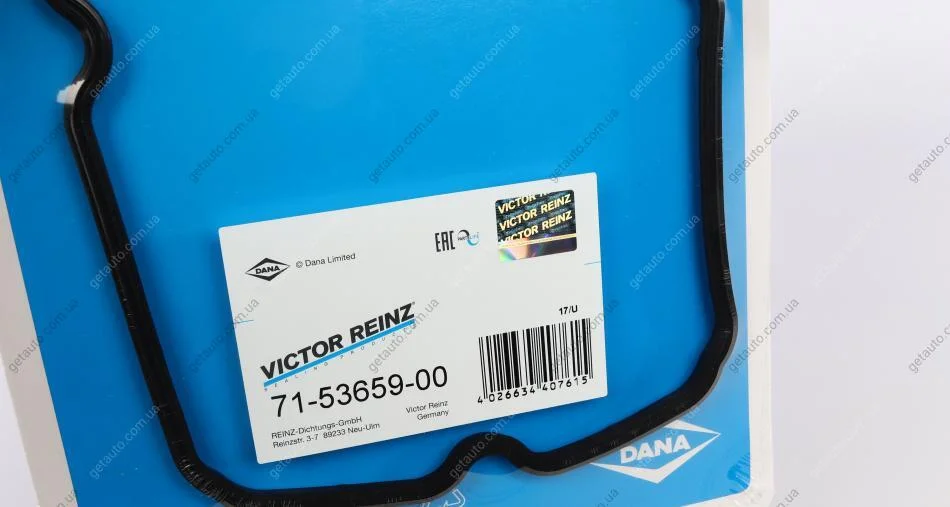 DANA
© Dana Limited
EAC
VICTOR REINZ
VICTOR REINZ
VICTOR REINZ
17/U
VICTOR REINZ®
SEALING PRODUCTS
71-53659-00
4 026634 407615
REINZ-Dichtungs-GmbH
Reinzstr. 3-7 89233 Neu-Ulm
Victor Reinz
Germany
DANA
getauto.com.ua